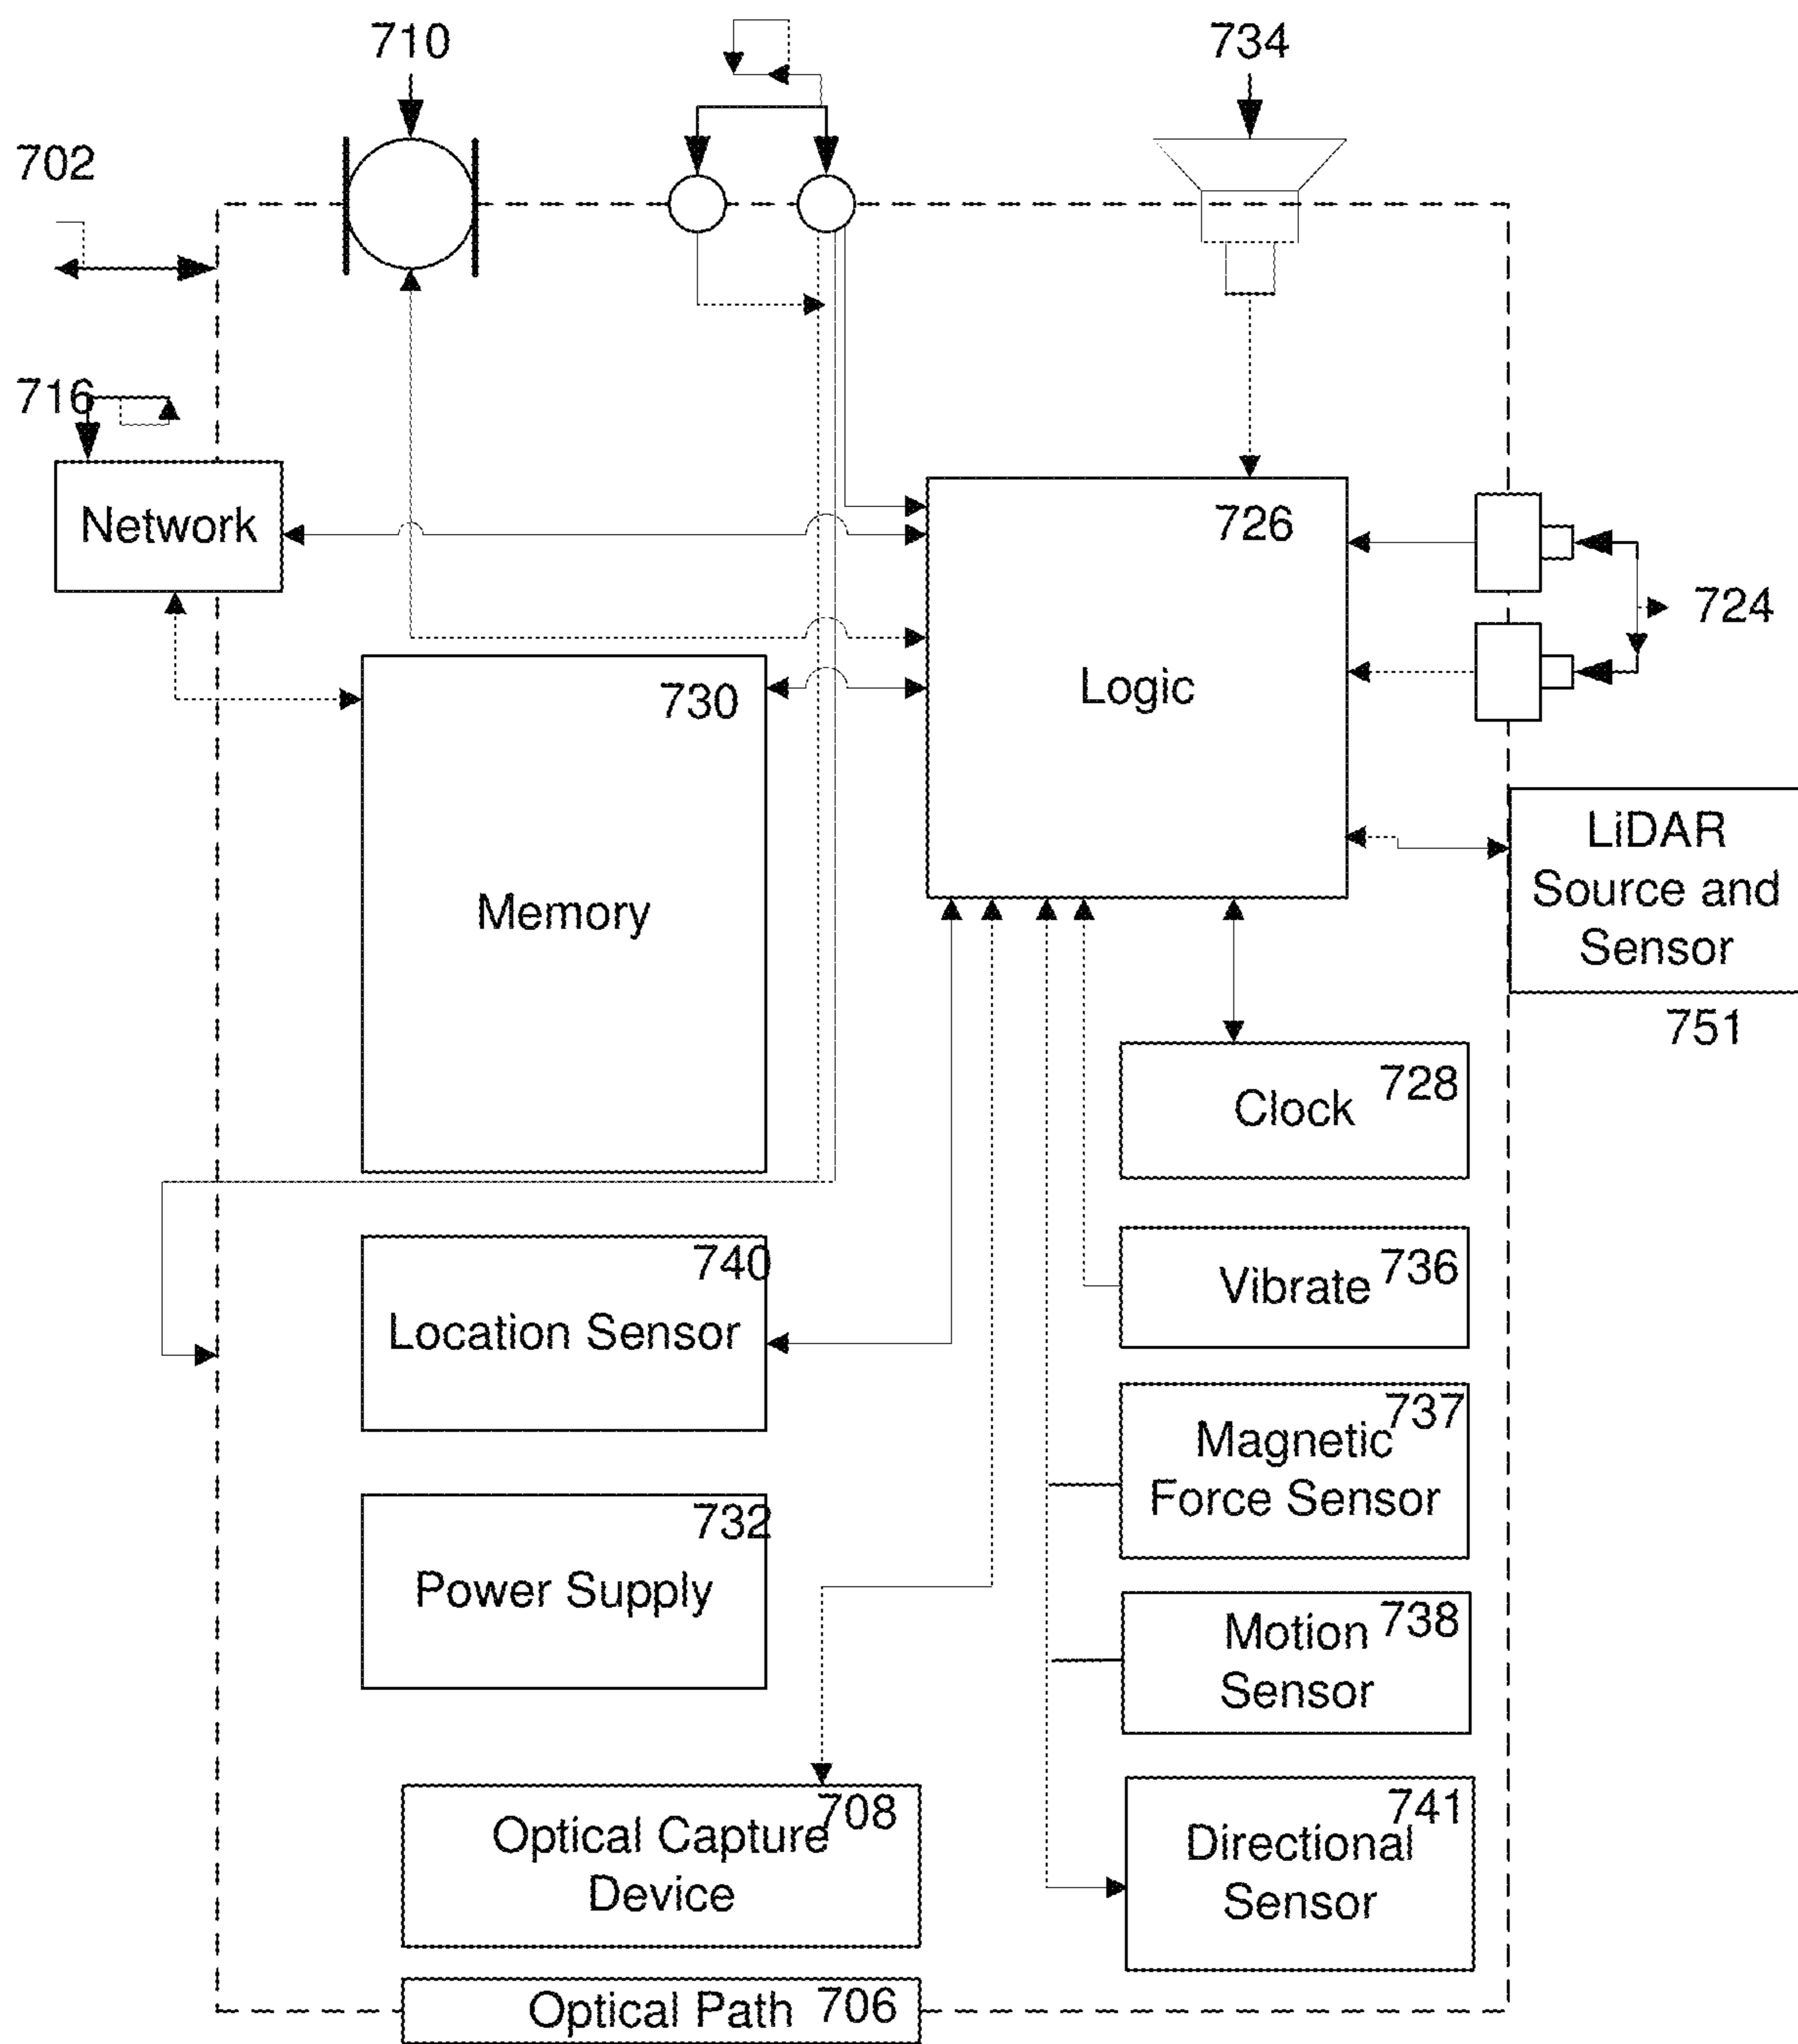 710
734
702
716
Network
726
Logic
724
730
Memory
LiDAR
Source and
Sensor
751
728
Clock
740
Location Sensor
736
Vibrate
737
Magnetic
Force Sensor
732
Power Supply
738
Motion
Sensor
708
Optical Capture
Device
741
Directional
Sensor
Optical Path 706